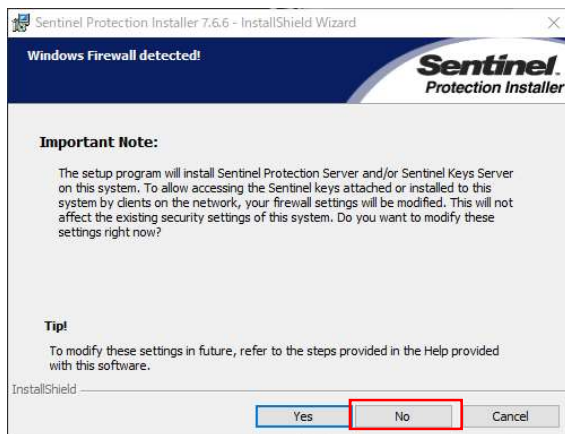 Sentinel Protection Installer 7.6.6 - InstallShield Wizard
Windows Firewall detected!
Sentinel.
Protection Installer
Important Note:
The setup program will install Sentinel Protection Server and/or Sentinel Keys Server
on this system. To allow accessing the Sentinel keys attached or installed to this
system by clients on the network, your firewall settings will be modified. This will not
affect the existing security settings of this system. Do you want to modify these
settings right now?
Tip!
To modify these settings in future, refer to the steps provided in the Help provided
with this software.
InstallShield
Yes
No
Cancel